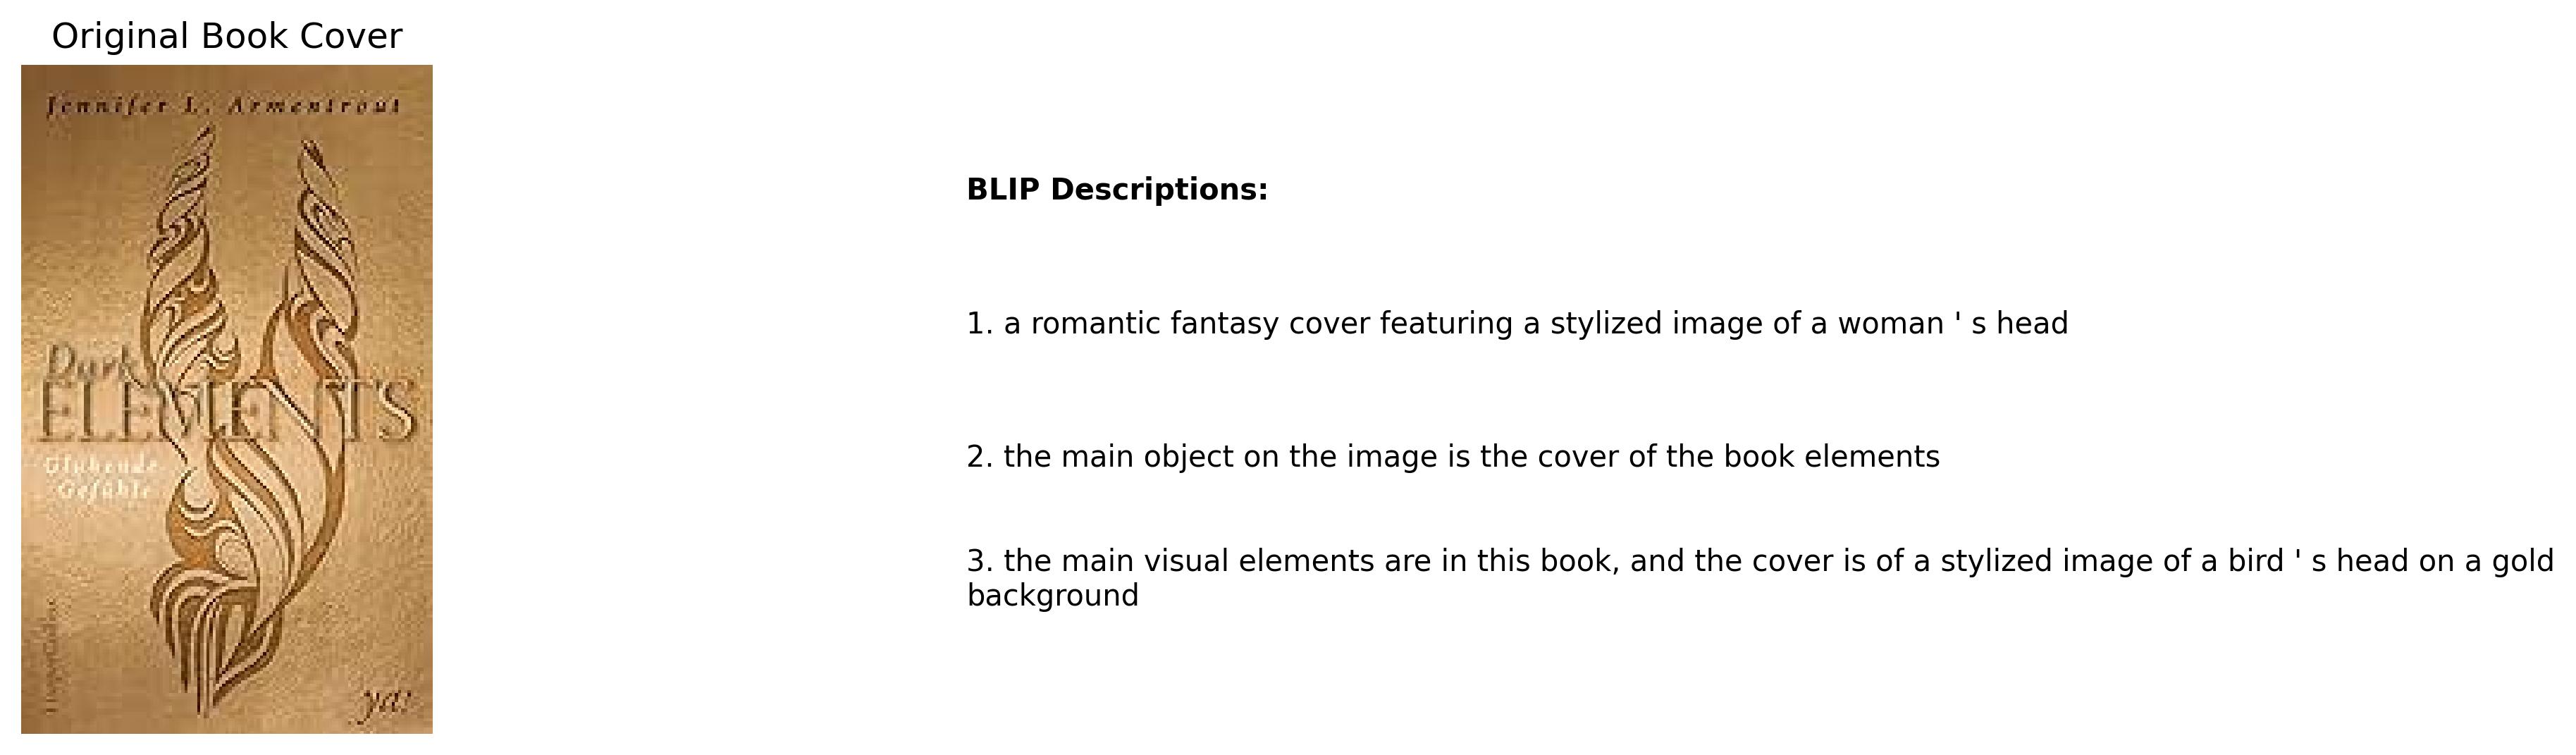 Original Book Cover
Jennifer L. Armentrout
Dark
ELEMENTS
Glühende
Gefühle
ya!
BLIP Descriptions:
1. a romantic fantasy cover featuring a stylized image of a woman ' s head
2. the main object on the image is the cover of the book elements
3. the main visual elements are in this book, and the cover is of a stylized image of a bird ' s head on a gold
background